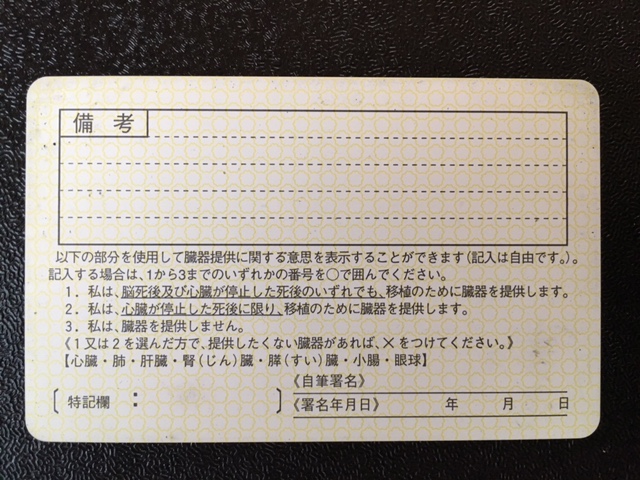 備考
以下の部分を使用して臓器提供に関する意思を表示することができます(記入は自由です。)。
記入する場合は、1から3までのいずれかの番号を○で囲んでください。
1. 私は、脳死後及び心臓が停止した死後のいずれでも、移植のために臓器を提供します。
2. 私は、心臓が停止した死後に限り、移植のために臓器を提供します。
3. 私は、臓器を提供しません。
《1又は2を選んだ方で、提供したくない臓器があれば、×をつけてください。》
【心臓・肺・肝臓・腎(じん)臓・膵(すい)臓・小腸・眼球】
〔特記欄: 〕
《自筆署名》
《署名年月日》 年 月 日